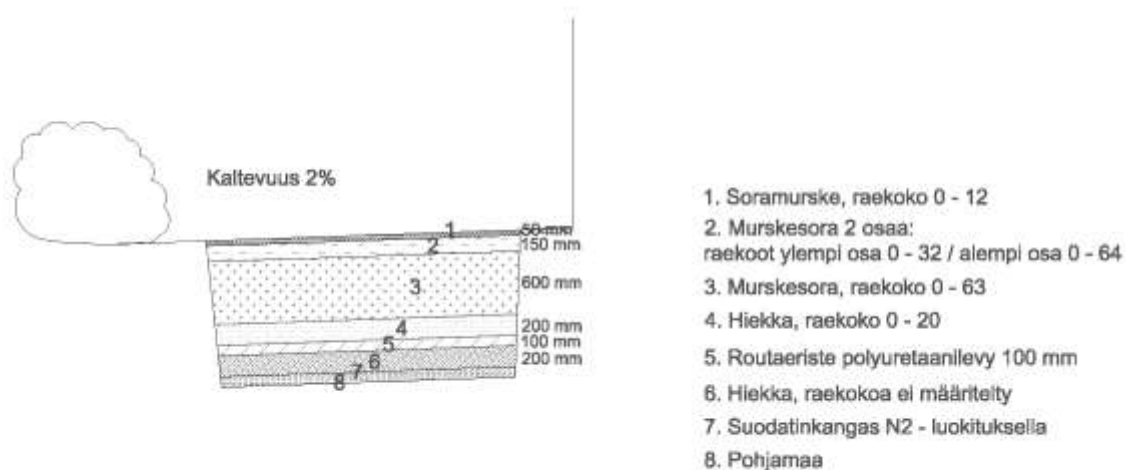 Kaltevuus 2%
1
50 mm
2
150 mm
3
600 mm
4
200 mm
5
100 mm
6
200 mm
7
8
1. Soramurske, raekoko 0 - 12
2. Murskesora 2 osaa:
raekoot ylempi osa 0 - 32 / alempi osa 0 - 64
3. Murskesora, raekoko 0 - 63
4. Hiekka, raekoko 0 - 20
5. Routaeriste polyuretaanilevy 100 mm
6. Hiekka, raekokoa ei määritelty
7. Suodatinkangas N2 - luokituksella
8. Pohjamaa